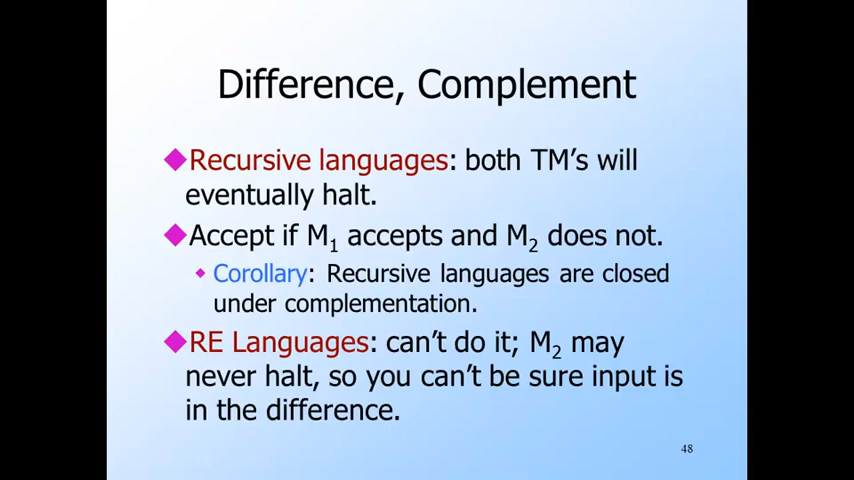 Difference, Complement
Recursive languages: both TM’s will
eventually halt.
Accept if M₁ accepts and M₂ does not.
Corollary: Recursive languages are closed
under complementation.
RE Languages: can’t do it; M₂ may
never halt, so you can’t be sure input is
in the difference.
48